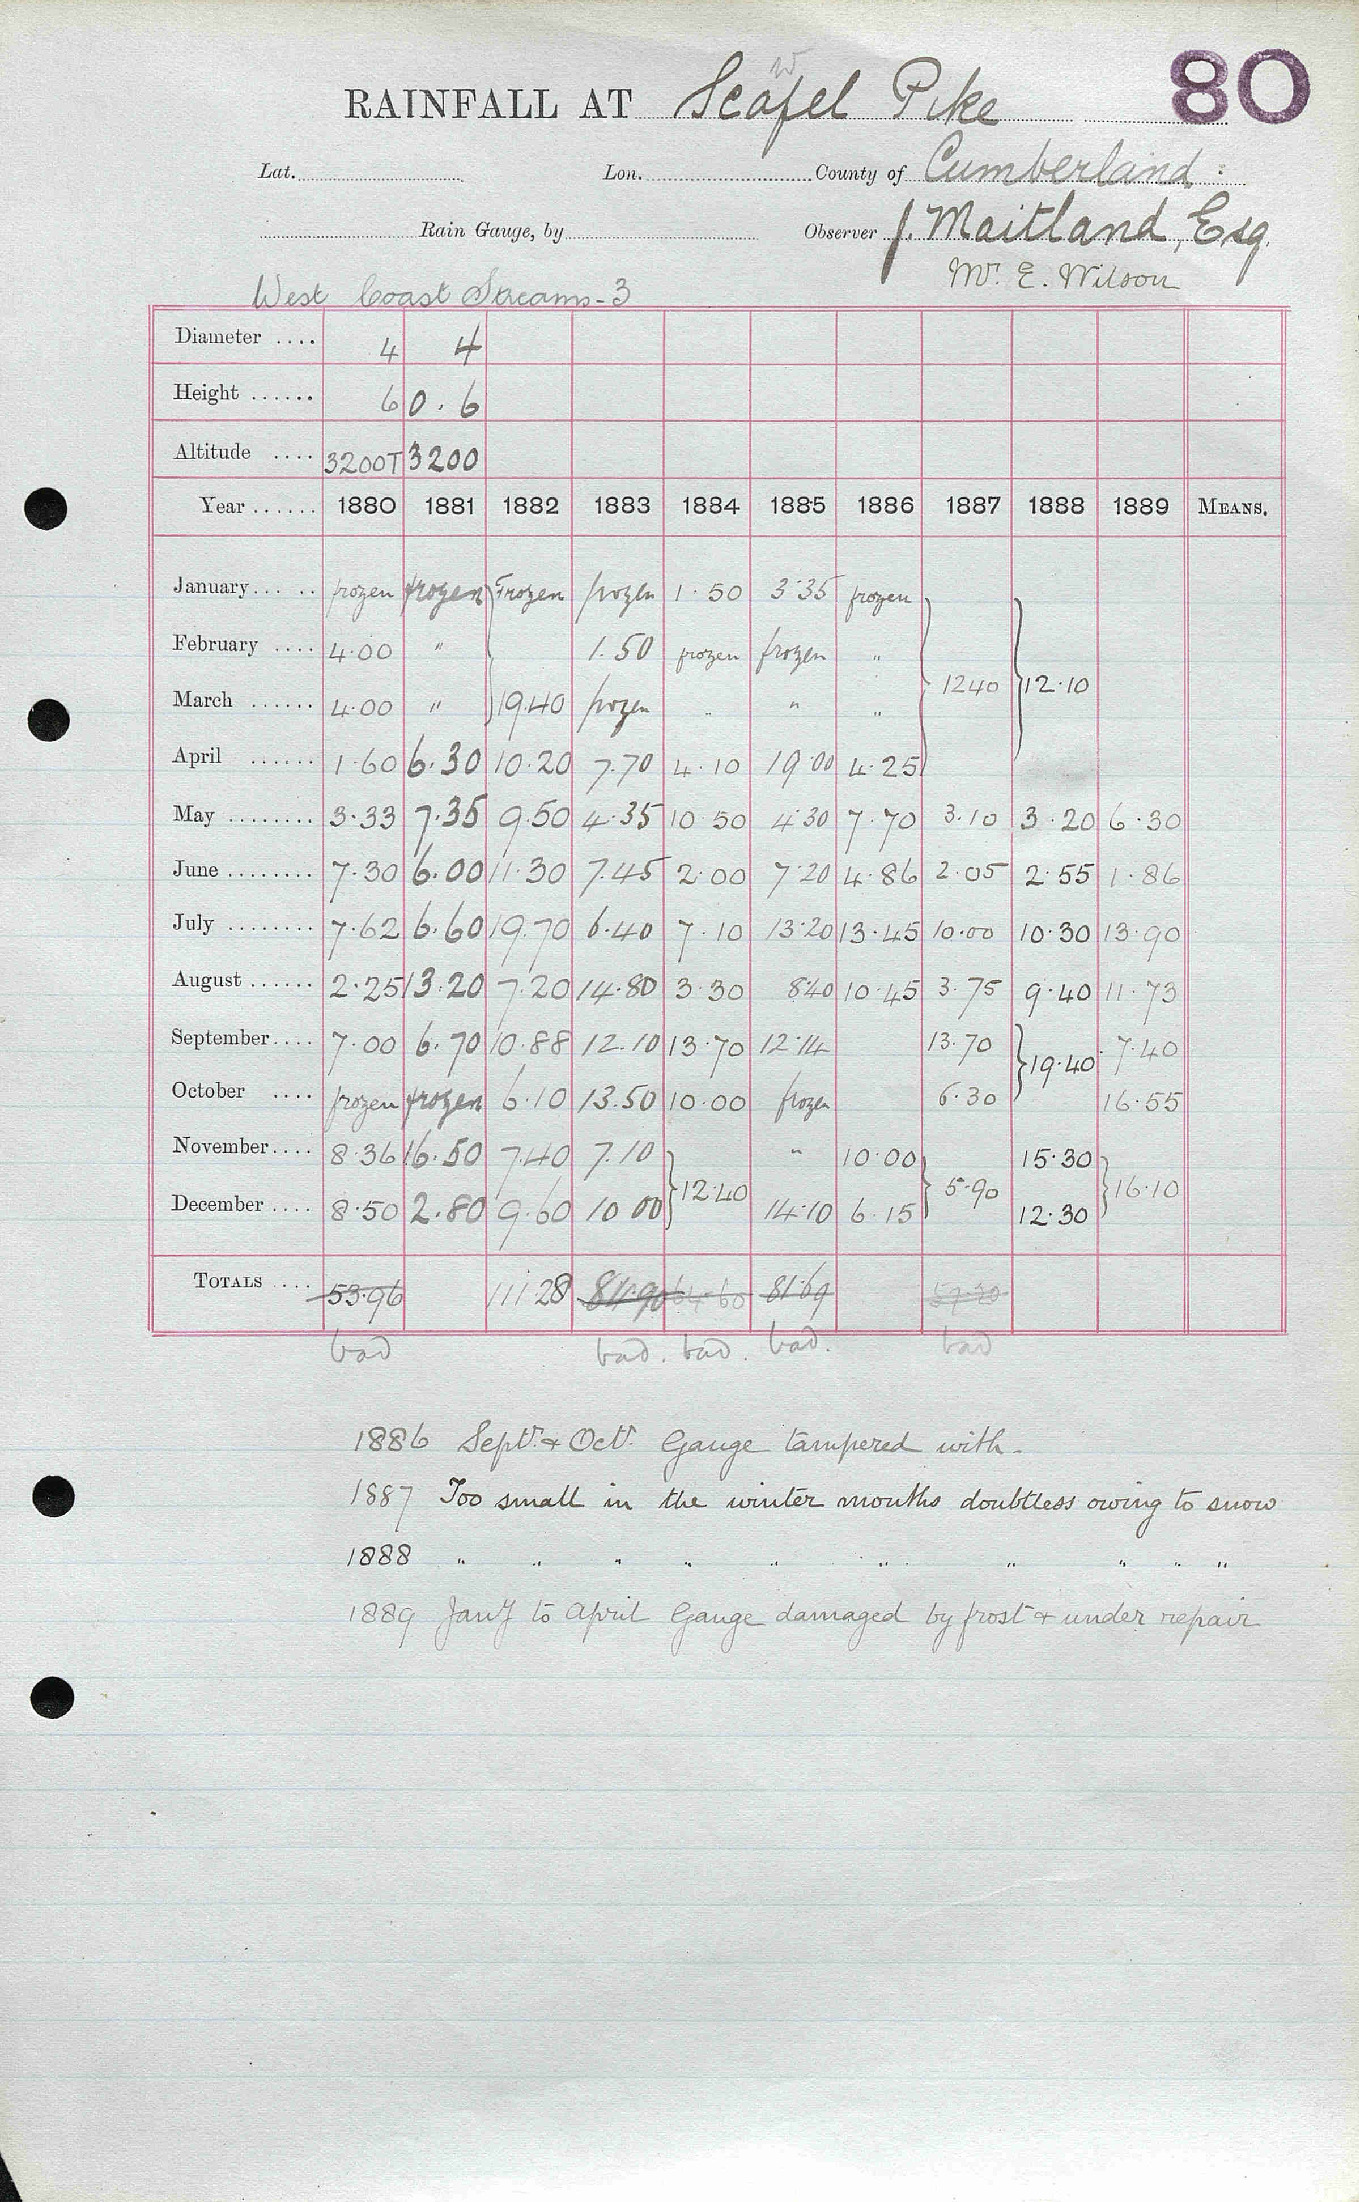 80
w
RAINFALL AT Scafel Pike
Lat. Lon. County of Cumberland :
Rain Gauge, by Observer J. Maitland, Esq.
Mr. E. Wilson
West Coast Streams - 3
Diameter .... 4 4
Height ...... 6 0.6
Altitude .... 3200T 3200
Year ...... 1880 1881 1882 1883 1884 1885 1886 1887 1888 1889 MEANS.
January ... .. frozen frozen Frozen frozen 1.50 3.35 frozen
February .... 4.00 " 1.50 frozen frozen "
March ...... 4.00 " 19.40 frozen " " " 1240 12.10
April ...... 1.60 6.30 10.20 7.70 4.10 19.00 4.25
May ........ 3.33 7.35 9.50 4.35 10.50 4.30 7.70 3.10 3.20 6.30
June ........ 7.30 6.00 11.30 7.45 2.00 7.20 4.86 2.05 2.55 1.86
July ........ 7.62 6.60 19.70 6.40 7.10 13.20 13.45 10.00 10.30 13.90
August ...... 2.25 13.20 7.20 14.80 3.30 840 10.45 3.75 9.40 11.73
September .... 7.00 6.70 10.88 12.10 13.70 12.14 13.70 19.40 7.40
October .... frozen frozen 6.10 13.50 10.00 frozen 6.30 16.55
November .... 8.36 16.50 7.40 7.10 " 10.00 15.30
December .... 8.50 2.80 9.60 10.00 12.40 14.10 6.15 5.90 12.30 16.10
TOTALS .... 53.96 111.28 84.90 64.60 81.69 57.20
bad bad. bad. bad. bad
1886 Septr. & Octr. Gauge tampered with.
1887 Too small in the winter months doubtless owing to snow
1888 " " " " " " " " " "
1889 Jany to April Gauge damaged by frost & under repair